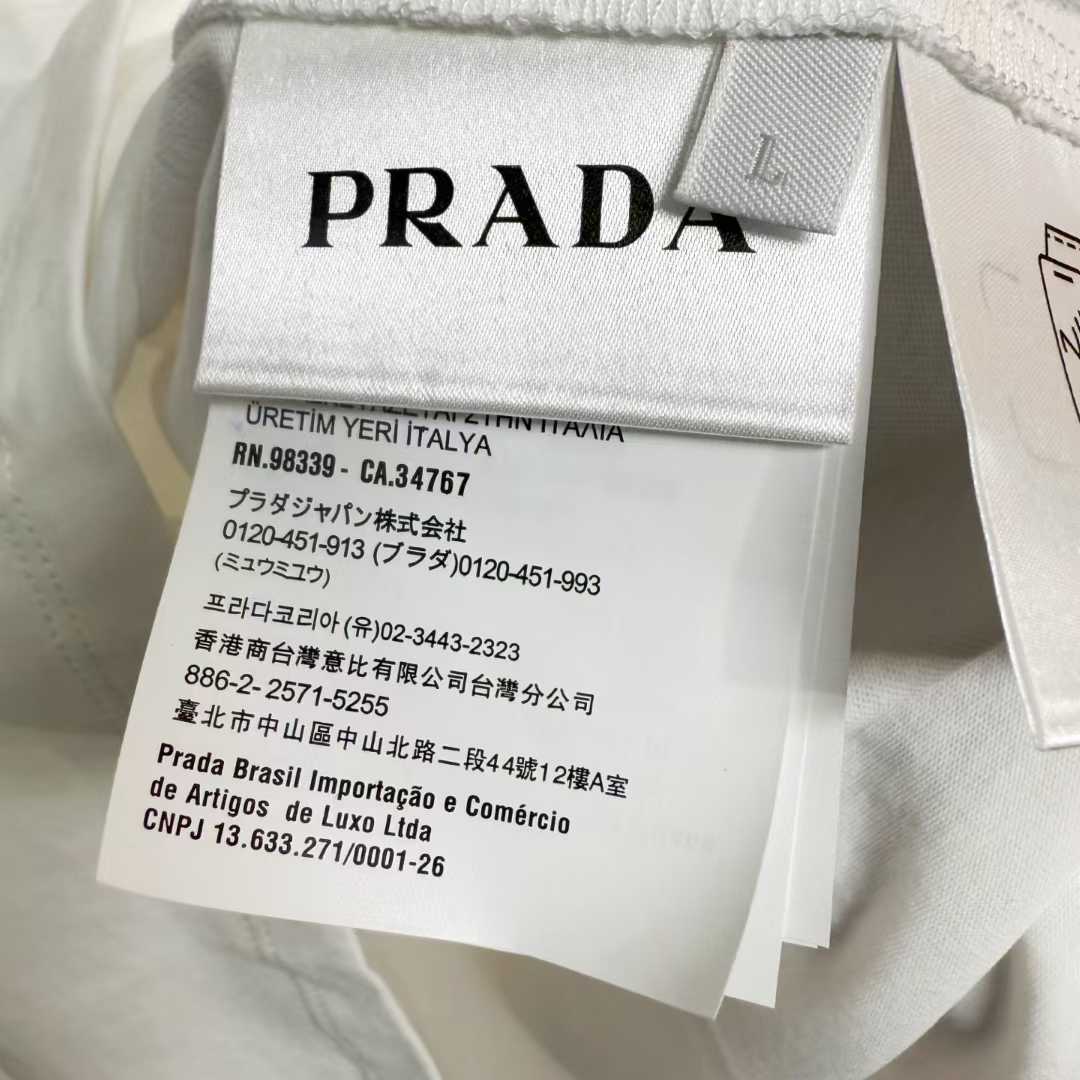 PRADA
L
ÜRETİM YERİ İTALYA
RN.98339 - CA.34767
プラダジャパン株式会社
0120-451-913 (プラダ)0120-451-993
(ミュウミュウ)
프라다코리아(유)02-3443-2323
香港商台灣意比有限公司台灣分公司
886-2- 2571-5255
臺北市中山區中山北路二段44號12樓A室
Prada Brasil Importação e Comércio
de Artigos de Luxo Ltda
CNPJ 13.633.271/0001-26